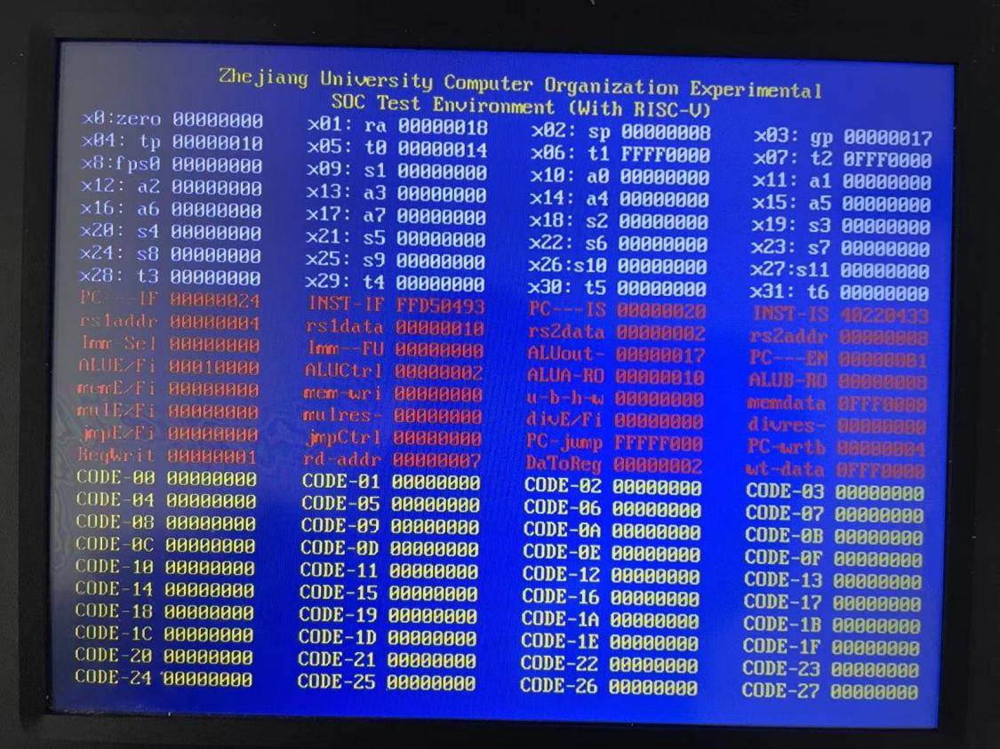 Zhejiang University Computer Organization Experimental
SOC Test Environment (With RISC-V)
x0:zero 00000000 x01: ra 00000018 x02: sp 00000008 x03: gp 00000017
x04: tp 00000010 x05: t0 00000014 x06: t1 FFFF0000 x07: t2 0FFF0000
x8:fps0 00000000 x09: s1 00000000 x10: a0 00000000 x11: a1 00000000
x12: a2 00000000 x13: a3 00000000 x14: a4 00000000 x15: a5 00000000
x16: a6 00000000 x17: a7 00000000 x18: s2 00000000 x19: s3 00000000
x20: s4 00000000 x21: s5 00000000 x22: s6 00000000 x23: s7 00000000
x24: s8 00000000 x25: s9 00000000 x26:s10 00000000 x27:s11 00000000
x28: t3 00000000 x29: t4 00000000 x30: t5 00000000 x31: t6 00000000
PC---IF 00000024 INST-IF FFD50493 PC---IS 00000020 INST-IS 40220433
rs1addr 00000004 rs1data 00000010 rs2data 00000002 rs2addr 00000008
Imm-Sel 00000000 Imm--FU 00000000 ALUout- 00000017 PC---EN 00000001
ALUE/Fi 00010000 ALUCtrl 00000002 ALUA-RO 00000010 ALUB-RO 00000008
memE/Fi 00000000 mem-wri 00000000 u-b-h-w 00000000 memdata 0FFF0000
mulE/Fi 00000000 mulres- 00000000 divE/Fi 00000000 divres- 00000000
jmpE/Fi 00000000 jmpCtrl 00000000 PC-jump FFFFF000 PC-wrtb 00000004
RegWrit 00000001 rd-addr 00000007 DaToReg 00000002 wt-data 0FFF0000
CODE-00 00000000 CODE-01 00000000 CODE-02 00000000 CODE-03 00000000
CODE-04 00000000 CODE-05 00000000 CODE-06 00000000 CODE-07 00000000
CODE-08 00000000 CODE-09 00000000 CODE-0A 00000000 CODE-0B 00000000
CODE-0C 00000000 CODE-0D 00000000 CODE-0E 00000000 CODE-0F 00000000
CODE-10 00000000 CODE-11 00000000 CODE-12 00000000 CODE-13 00000000
CODE-14 00000000 CODE-15 00000000 CODE-16 00000000 CODE-17 00000000
CODE-18 00000000 CODE-19 00000000 CODE-1A 00000000 CODE-1B 00000000
CODE-1C 00000000 CODE-1D 00000000 CODE-1E 00000000 CODE-1F 00000000
CODE-20 00000000 CODE-21 00000000 CODE-22 00000000 CODE-23 00000000
CODE-24 00000000 CODE-25 00000000 CODE-26 00000000 CODE-27 00000000